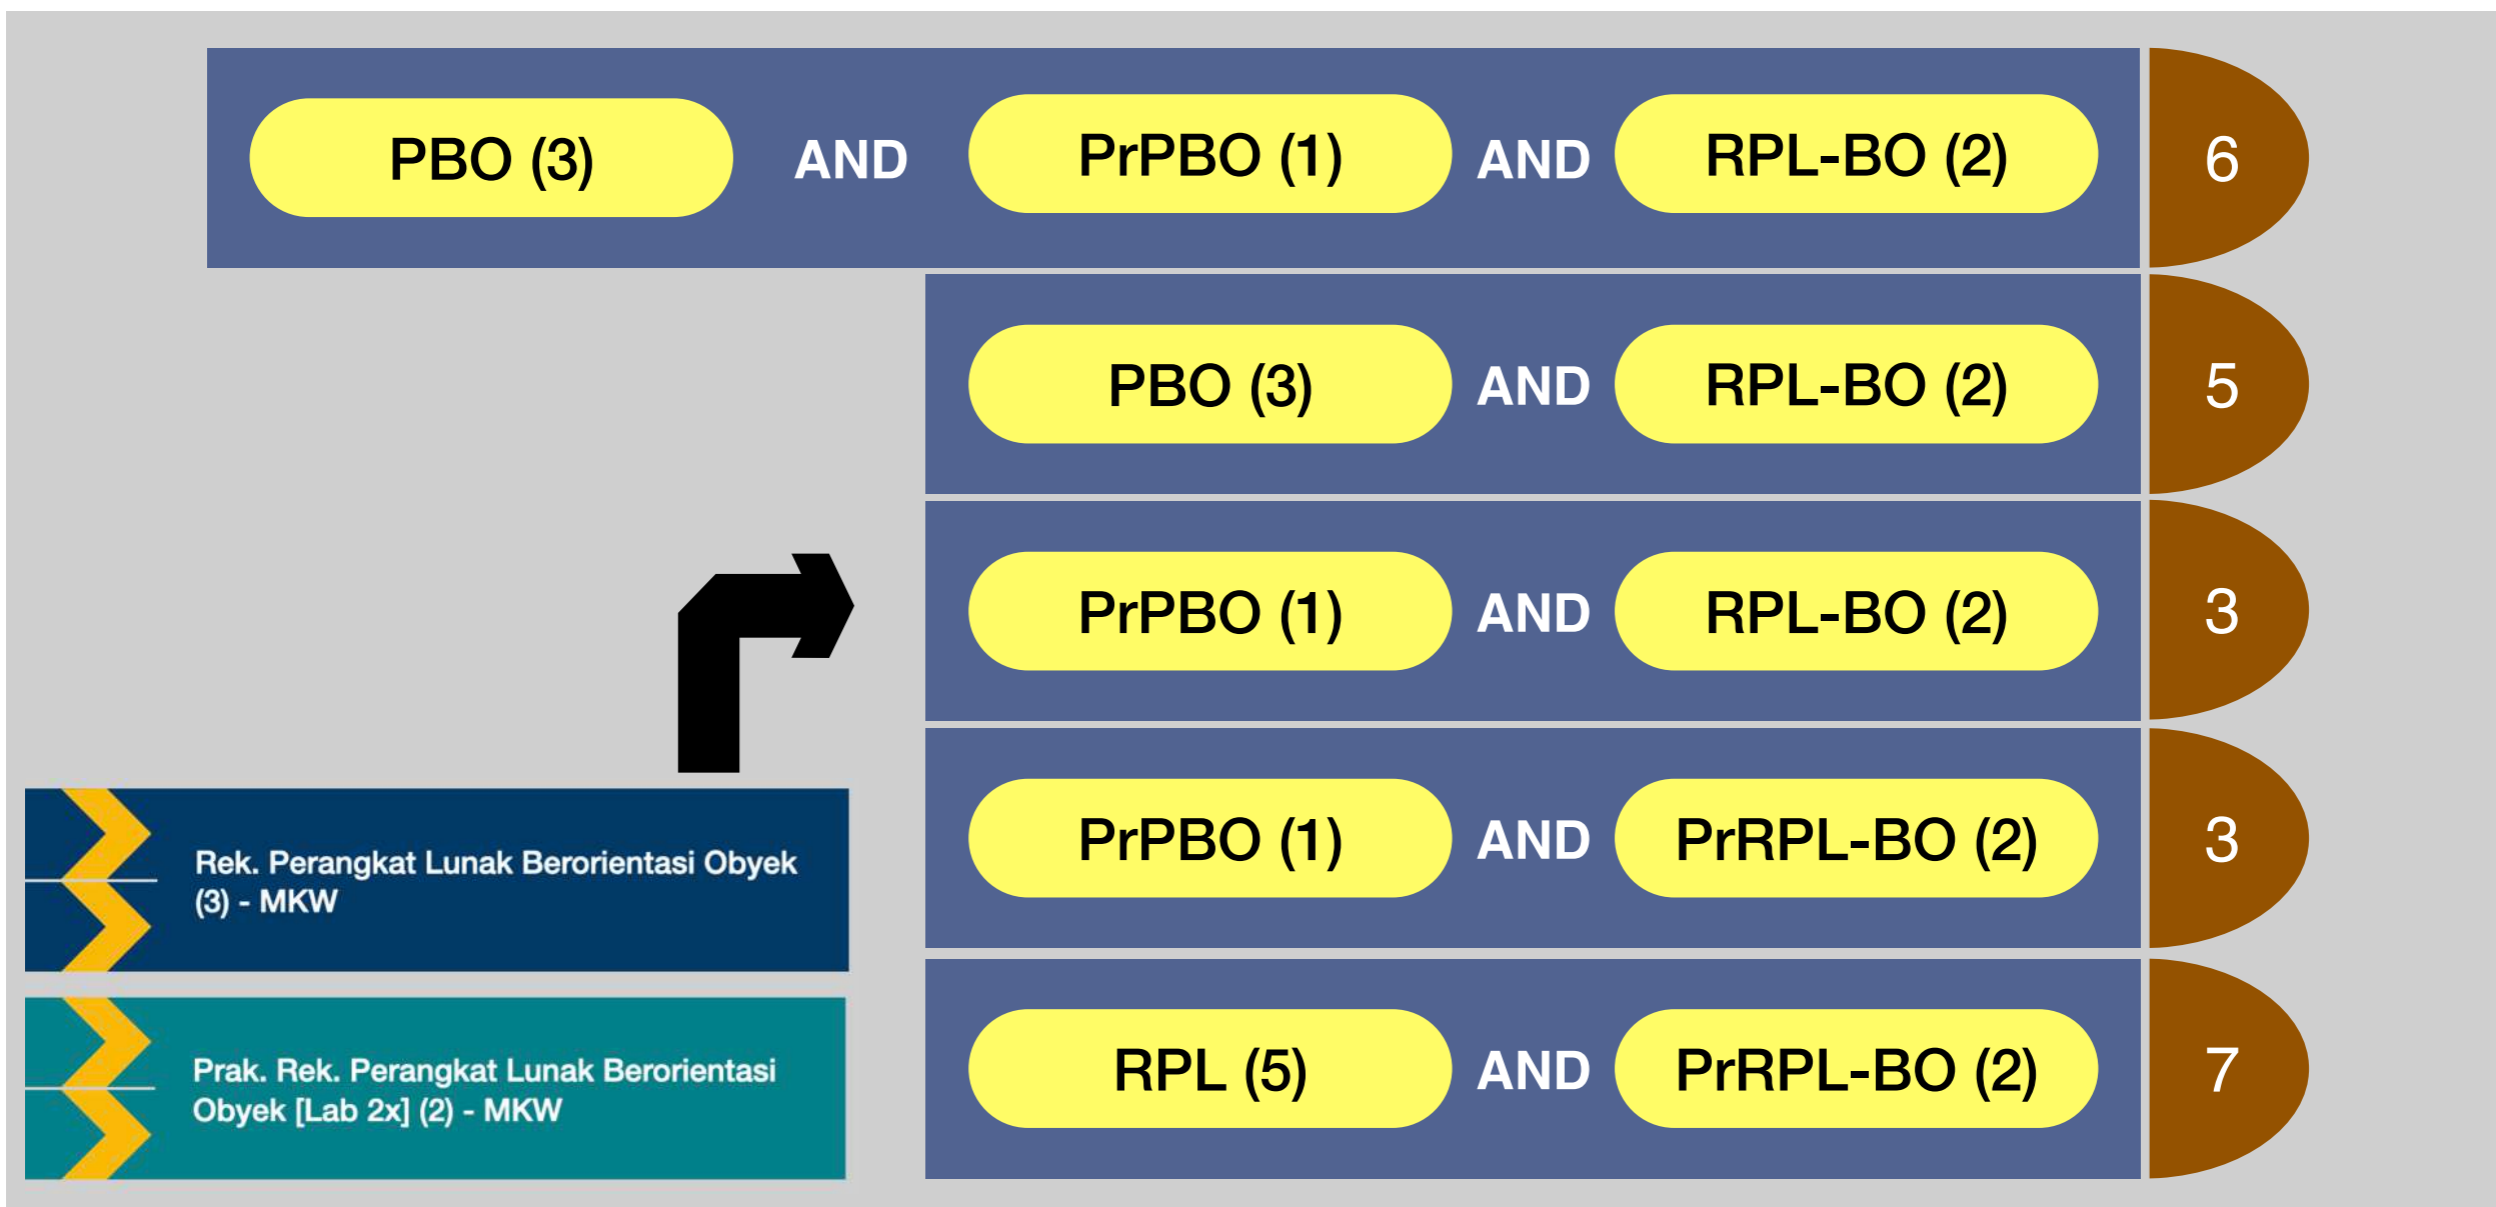 PBO (3) AND PrPBO (1) AND RPL-BO (2) 6
PBO (3) AND RPL-BO (2) 5
PrPBO (1) AND RPL-BO (2) 3
PrPBO (1) AND PrRPL-BO (2) 3
RPL (5) AND PrRPL-BO (2) 7
Rek. Perangkat Lunak Berorientasi Obyek
(3) - MKW
Prak. Rek. Perangkat Lunak Berorientasi
Obyek [Lab 2x] (2) - MKW